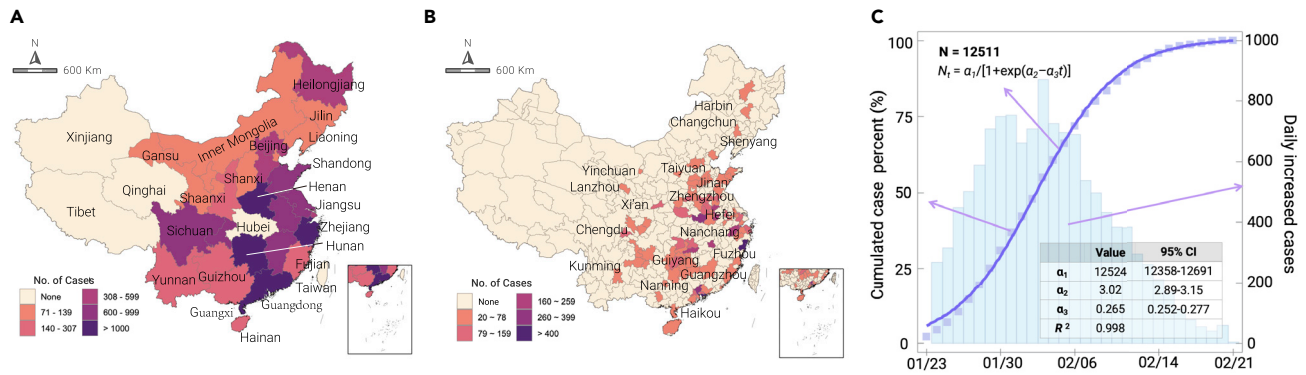 A
N
600 Km
Heilongjiang
Jilin
Inner Mongolia
Liaoning
Xinjiang
Beijing
Gansu
Shandong
Shanxi
Qinghai
Henan
Shaanxi
Jiangsu
Tibet
Sichuan
Hubei
Zhejiang
Hunan
Yunnan
Guizhou
Fujian
Taiwan
Guangxi
Guangdong
Hainan
No. of Cases
None
71 - 139
140 - 307
308 - 599
600 - 999
> 1000
B
N
600 Km
Harbin
Changchun
Shenyang
Yinchuan
Taiyuan
Lanzhou
Jinan
Zhengzhou
Xi'an
Hefei
Chengdu
Nanchang
Fuzhou
Kunming
Guiyang
Guangzhou
Nanning
Haikou
No. of Cases
None
20 – 78
79 – 159
160 – 259
260 – 399
> 400
C
N = 12511
Nt = α1/[1+exp(α2−α3t)]
Cumulated case percent (%)
100
75
50
25
0
Daily increased cases
1000
800
600
400
200
0
01/23
01/30
02/06
02/14
02/21
Value 95% CI
α1 12524 12358-12691
α2 3.02 2.89-3.15
α3 0.265 0.252-0.277
R2 0.998